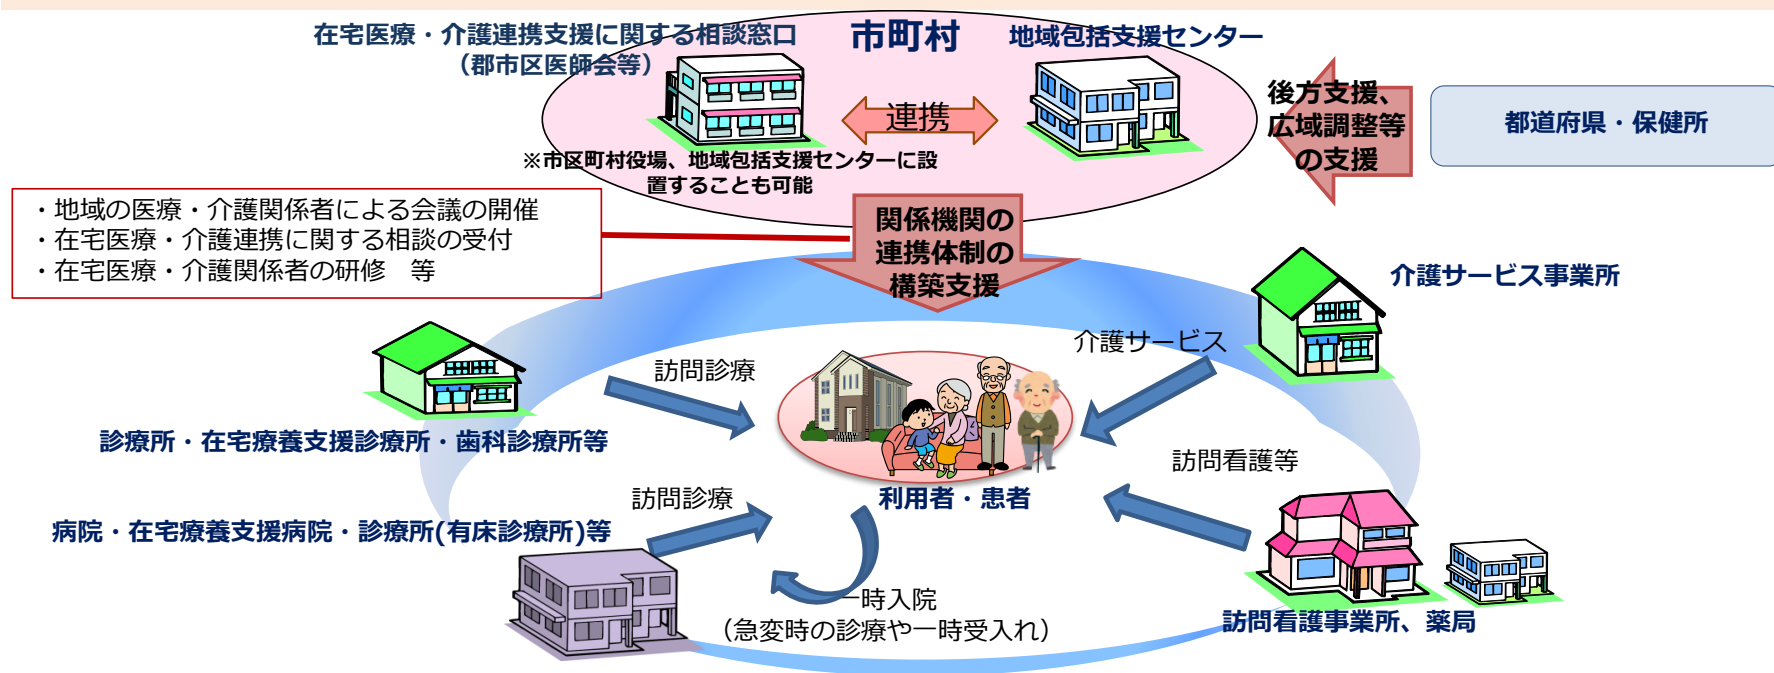 在宅医療・介護連携支援に関する相談窓口
（郡市区医師会等）
市町村
地域包括支援センター
連携
※市区町村役場、地域包括支援センターに設
置することも可能
後方支援、
広域調整等
の支援
都道府県・保健所
・地域の医療・介護関係者による会議の開催
・在宅医療・介護連携に関する相談の受付
・在宅医療・介護関係者の研修　等
関係機関の
連携体制の
構築支援
介護サービス事業所
介護サービス
訪問診療
診療所・在宅療養支援診療所・歯科診療所等
利用者・患者
訪問看護等
訪問診療
病院・在宅療養支援病院・診療所(有床診療所)等
一時入院
（急変時の診療や一時受入れ）
訪問看護事業所、薬局